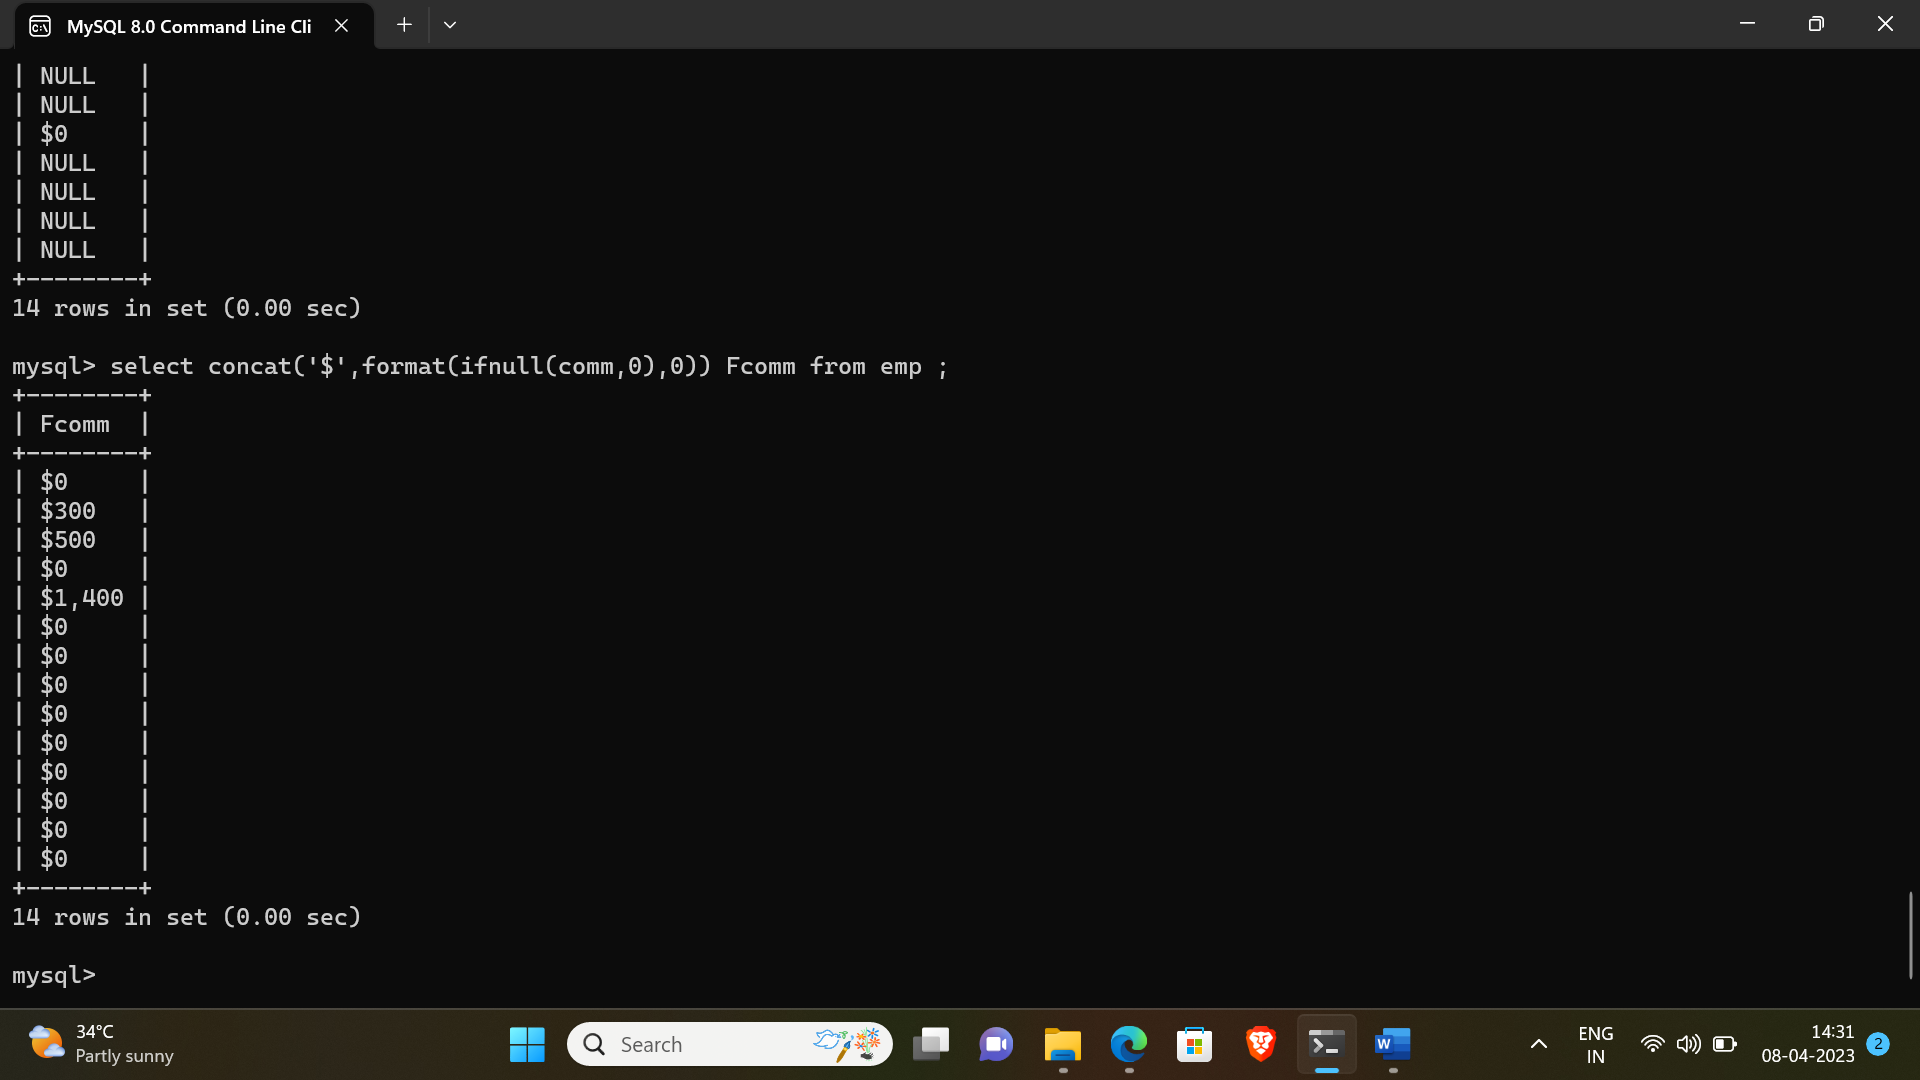 MySQL 8.0 Command Line Cli
| NULL   |
| NULL   |
| $0     |
| NULL   |
| NULL   |
| NULL   |
| NULL   |
+--------+
14 rows in set (0.00 sec)
mysql> select concat('$',format(ifnull(comm,0),0)) Fcomm from emp ;
+--------+
| Fcomm  |
+--------+
| $0     |
| $300   |
| $500   |
| $0     |
| $1,400 |
| $0     |
| $0     |
| $0     |
| $0     |
| $0     |
| $0     |
| $0     |
| $0     |
| $0     |
+--------+
14 rows in set (0.00 sec)
mysql>
34°C
Partly sunny
Search
ENG
IN
14:31
08-04-2023
2